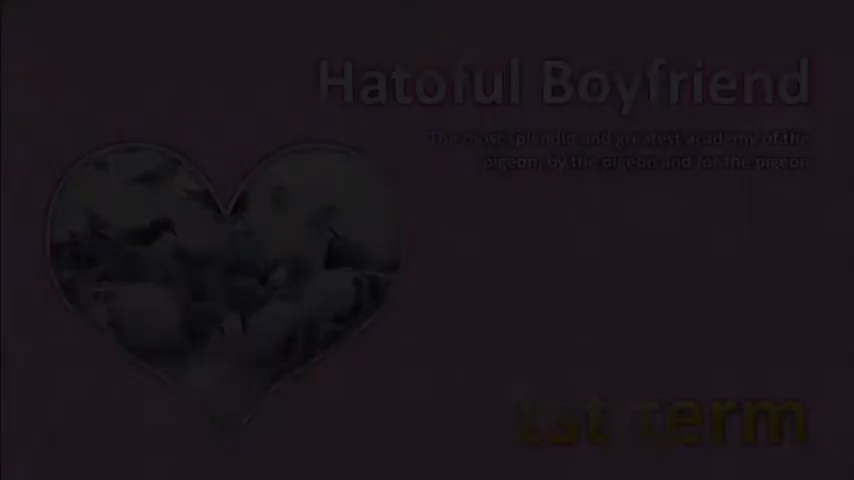 Hatoful Boyfriend
The most splendid and greatest academy of the
pigeon, by the pigeon and for the pigeon
1st term